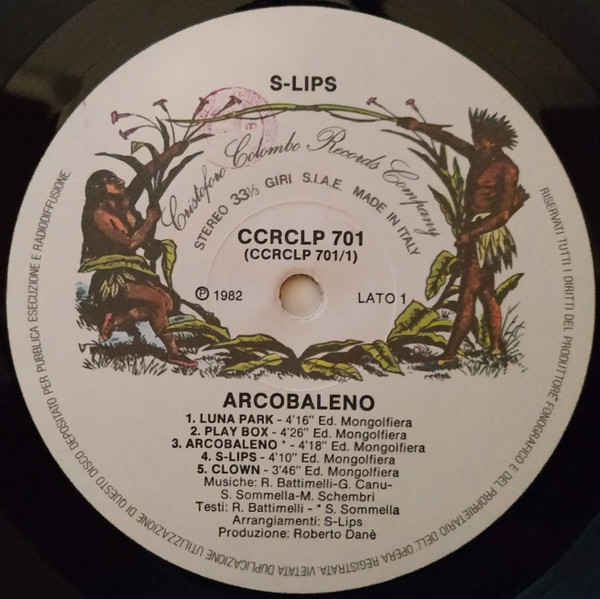 S-LIPS
Cristoforo Colombo Records Company
STEREO 33⅓ GIRI S.I.A.E. MADE IN ITALY
CCRCLP 701
(CCRCLP 701/1)
Ⓟ 1982
LATO 1
ARCOBALENO
1. LUNA PARK - 4'16" Ed. Mongolfiera
2. PLAY BOX - 4'26" Ed. Mongolfiera
3. ARCOBALENO * - 4'18" Ed. Mongolfiera
4. S-LIPS - 4'10" Ed. Mongolfiera
5. CLOWN - 3'46" Ed. Mongolfiera
Musiche: R. Battimelli-G. Canu-
S. Sommella-M. Schembri
Testi: R. Battimelli - * S. Sommella
Arrangiamenti: S-Lips
Produzione: Roberto Danè
RISERVATI TUTTI I DIRITTI DEL PRODUTTORE FONOGRAFICO E DEL PROPRIETARIO DELL'OPERA REGISTRATA. VIETATA DUPLICAZIONE UTILIZZAZIONE DI QUESTO DISCO DEPOSITATO PER PUBBLICA ESECUZIONE E RADIODIFFUSIONE